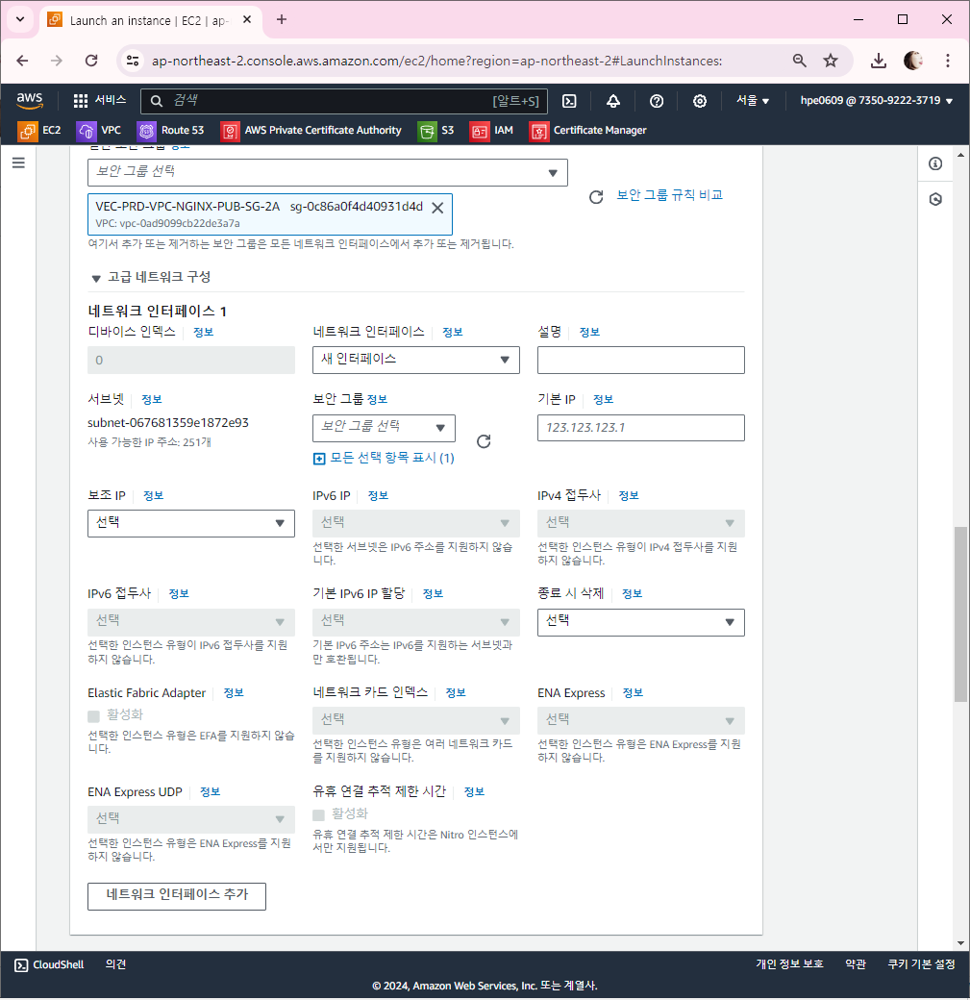 Launch an instance | EC2 | ap-
ap-northeast-2.console.aws.amazon.com/ec2/home?region=ap-northeast-2#LaunchInstances:
aws 서비스 검색 [알트+S] 서울 hpe0609 @ 7350-9222-3719
EC2 VPC Route 53 AWS Private Certificate Authority S3 IAM Certificate Manager
보안 그룹 선택
VEC-PRD-VPC-NGINX-PUB-SG-2A sg-0c86a0f4d40931d4d
VPC: vpc-0ad9099cb22de3a7a
보안 그룹 규칙 비교
여기서 추가 또는 제거하는 보안 그룹은 모든 네트워크 인터페이스에서 추가 또는 제거됩니다.
고급 네트워크 구성
네트워크 인터페이스 1
디바이스 인덱스 정보 네트워크 인터페이스 정보 설명 정보
0 새 인터페이스
서브넷 정보 보안 그룹 정보 기본 IP 정보
subnet-067681359e1872e93 보안 그룹 선택 123.123.123.1
사용 가능한 IP 주소: 251개
모든 선택 항목 표시 (1)
보조 IP 정보 IPv6 IP 정보 IPv4 접두사 정보
선택 선택 선택
선택한 서브넷은 IPv6 주소를 지원하지 않습니다.
선택한 인스턴스 유형이 IPv4 접두사를 지원하지 않습니다.
IPv6 접두사 정보 기본 IPv6 IP 할당 정보 종료 시 삭제 정보
선택 선택 선택
선택한 인스턴스 유형이 IPv6 접두사를 지원하지 않습니다.
기본 IPv6 주소는 IPv6를 지원하는 서브넷과만 호환됩니다.
Elastic Fabric Adapter 정보 네트워크 카드 인덱스 정보 ENA Express 정보
활성화 선택 선택
선택한 인스턴스 유형은 EFA를 지원하지 않습니다.
선택한 인스턴스 유형은 여러 네트워크 카드를 지원하지 않습니다.
선택한 인스턴스 유형은 ENA Express를 지원하지 않습니다.
ENA Express UDP 정보 유휴 연결 추적 제한 시간 정보
선택 활성화
선택한 인스턴스 유형은 ENA Express를 지원하지 않습니다.
유휴 연결 추적 제한 시간은 Nitro 인스턴스에서만 지원됩니다.
네트워크 인터페이스 추가
CloudShell 의견 개인 정보 보호 약관 쿠키 기본 설정
© 2024, Amazon Web Services, Inc. 또는 계열사.